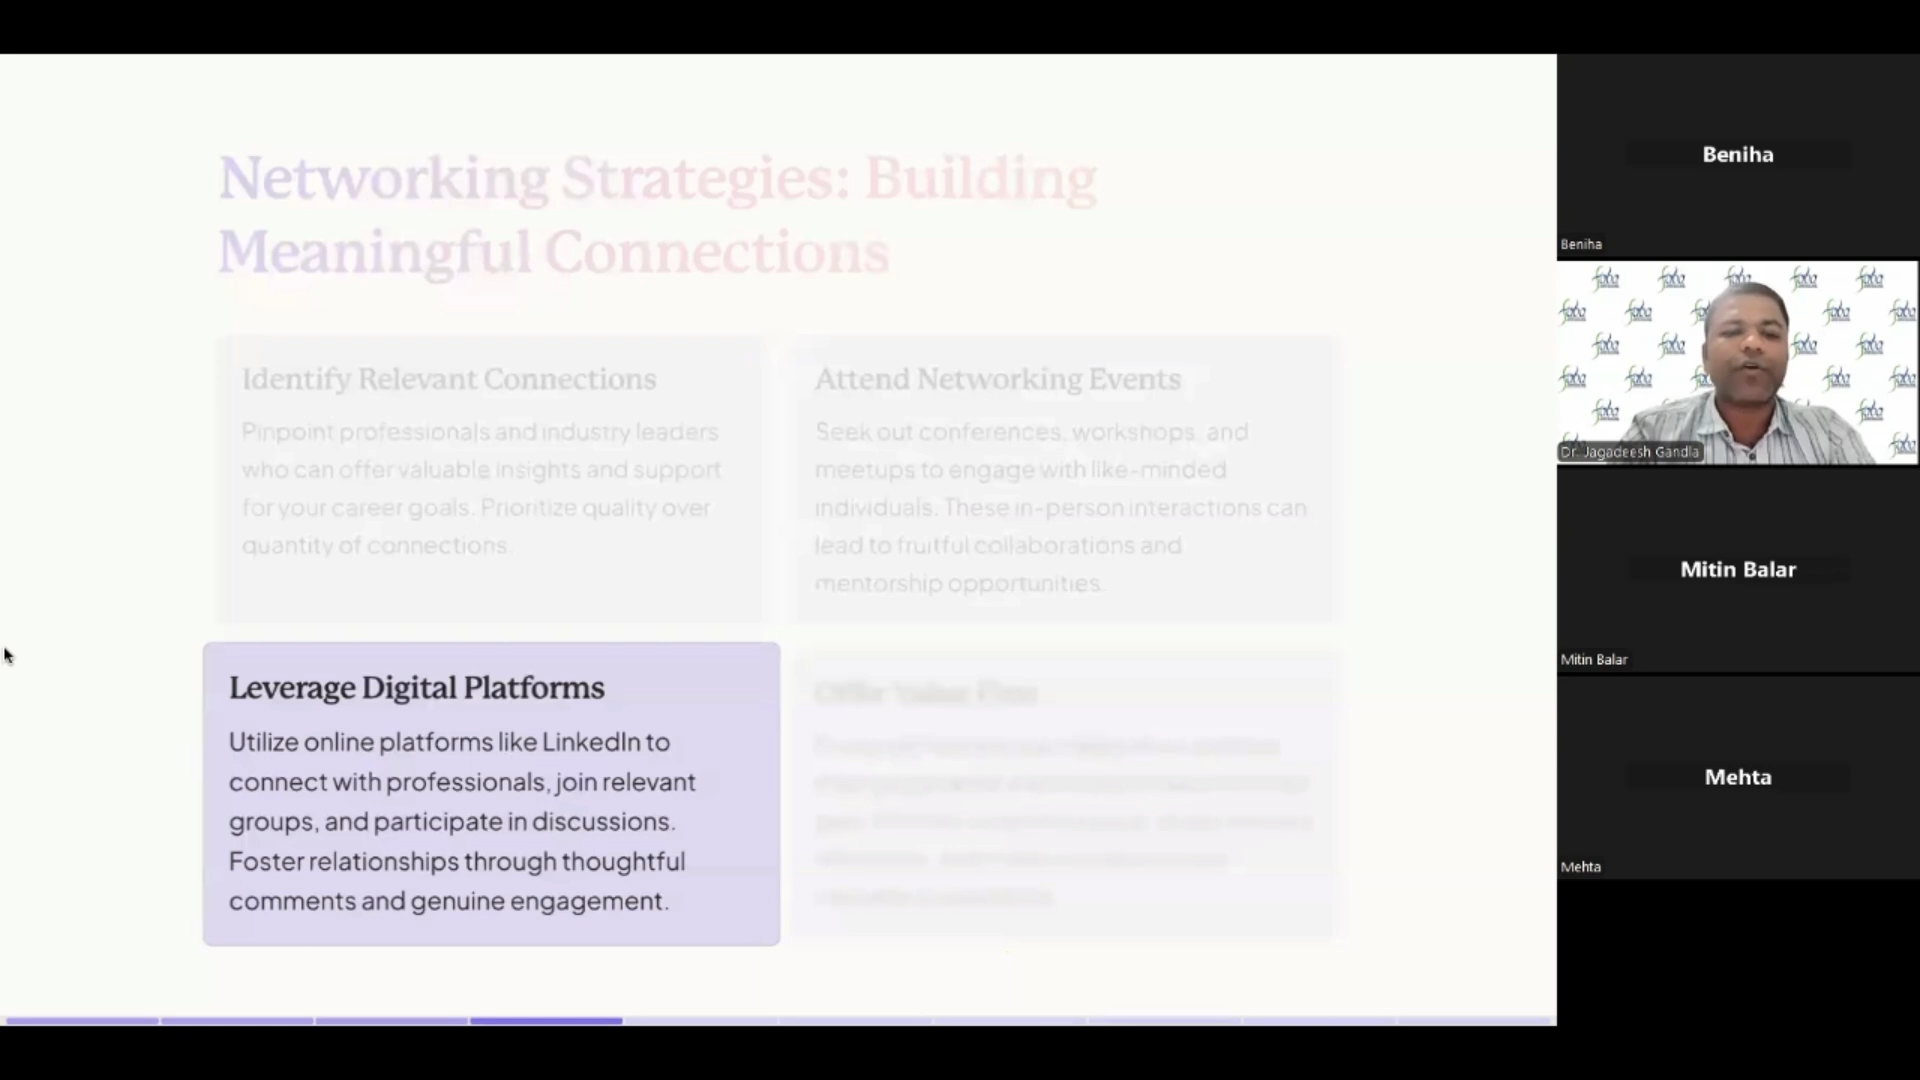 Networking Strategies: Building
Meaningful Connections
Identify Relevant Connections
Pinpoint professionals and industry leaders
who can offer valuable insights and support
for your career goals. Prioritize quality over
quantity of connections.
Attend Networking Events
Seek out conferences, workshops, and
meetups to engage with like-minded
individuals. These in-person interactions can
lead to fruitful collaborations and
mentorship opportunities.
Leverage Digital Platforms
Utilize online platforms like LinkedIn to
connect with professionals, join relevant
groups, and participate in discussions.
Foster relationships through thoughtful
comments and genuine engagement.
Offer Value First
Beniha
Beniha
Dr. Jagadeesh Gandla
Mitin Balar
Mitin Balar
Mehta
Mehta